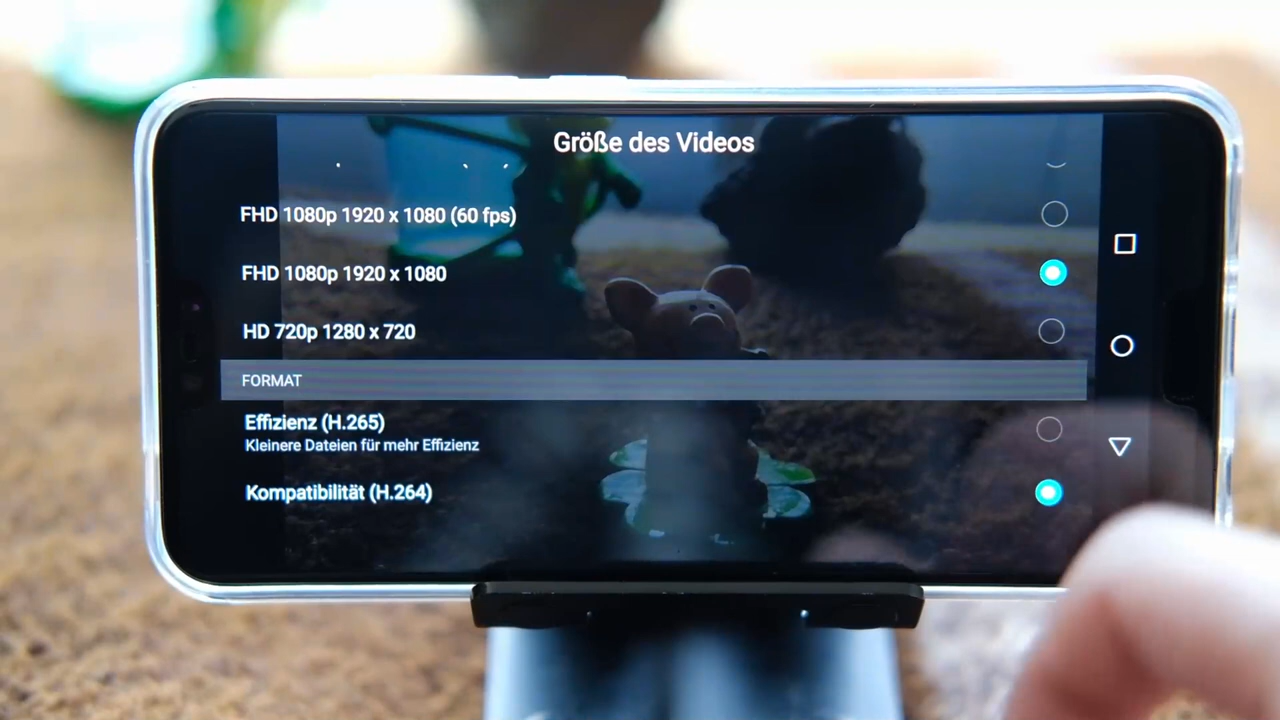 Größe des Videos
FHD 1080p 1920 x 1080 (60 fps)
FHD 1080p 1920 x 1080
HD 720p 1280 x 720
FORMAT
Effizienz (H.265)
Kleinere Dateien für mehr Effizienz
Kompatibilität (H.264)